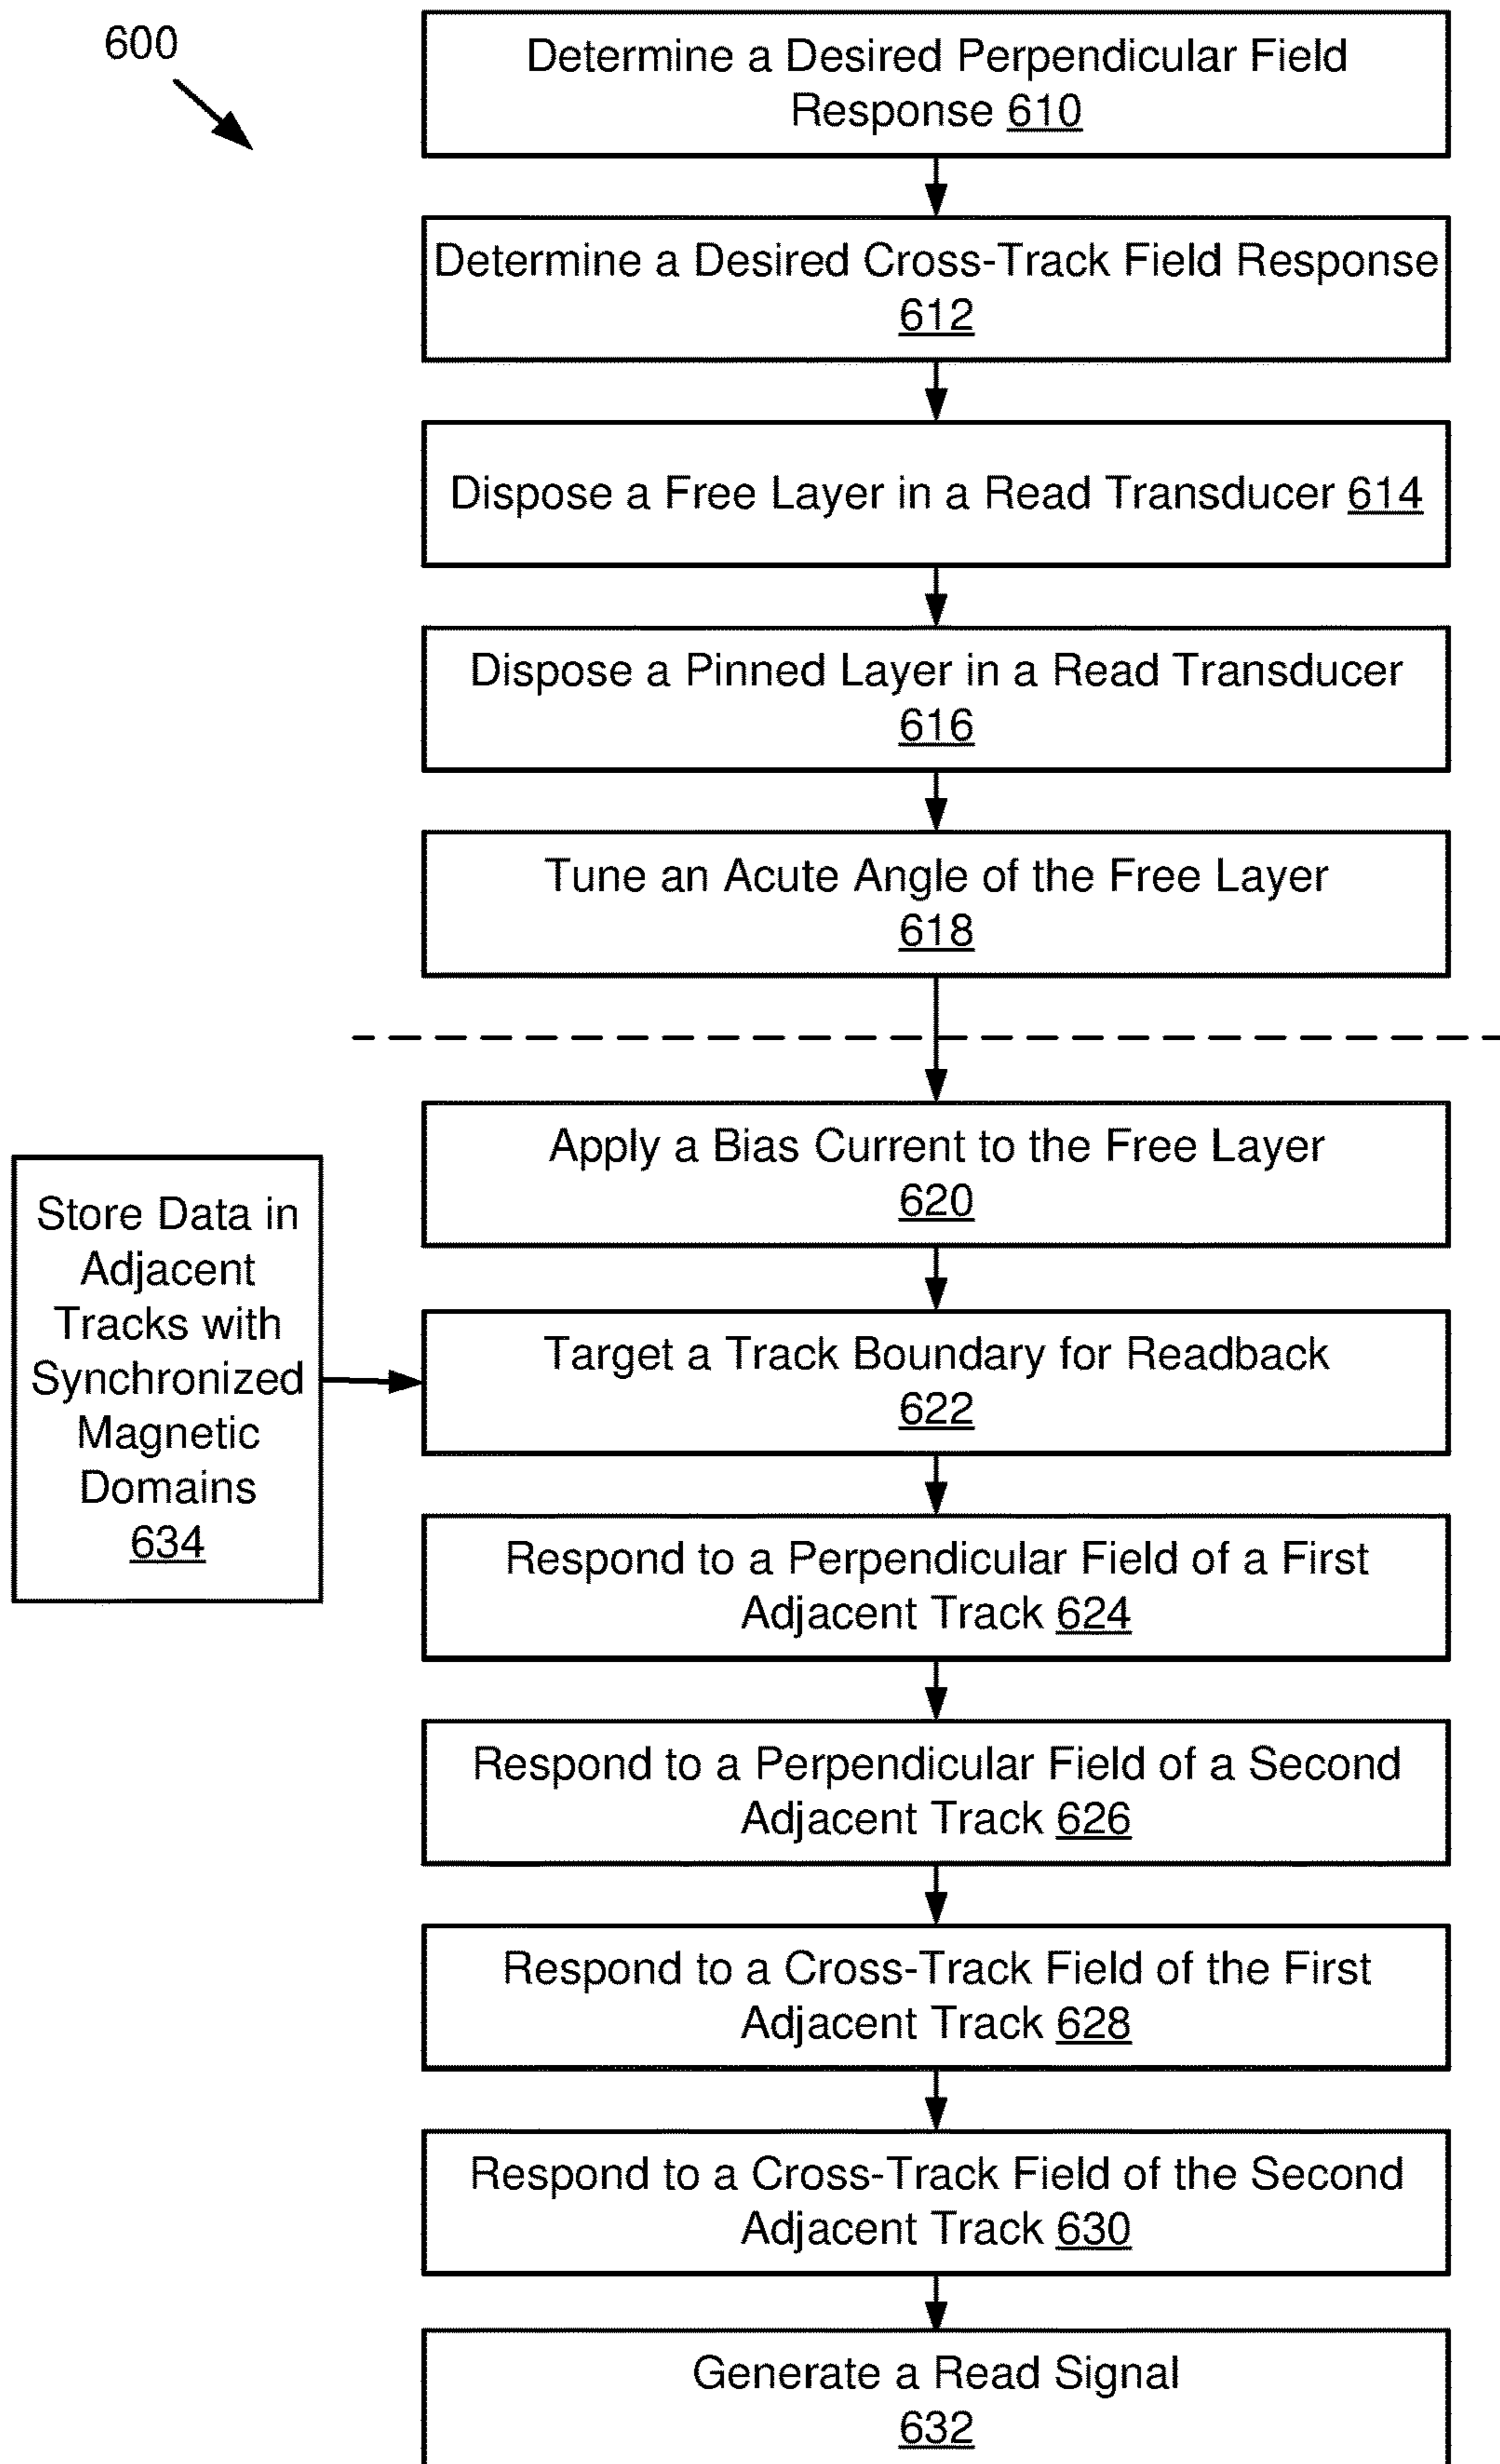 600
Determine a Desired Perpendicular Field
Response 610
Determine a Desired Cross-Track Field Response
612
Dispose a Free Layer in a Read Transducer 614
Dispose a Pinned Layer in a Read Transducer
616
Tune an Acute Angle of the Free Layer
618
Apply a Bias Current to the Free Layer
620
Store Data in
Adjacent
Tracks with
Synchronized
Magnetic
Domains
634
Target a Track Boundary for Readback
622
Respond to a Perpendicular Field of a First
Adjacent Track 624
Respond to a Perpendicular Field of a Second
Adjacent Track 626
Respond to a Cross-Track Field of the First
Adjacent Track 628
Respond to a Cross-Track Field of the Second
Adjacent Track 630
Generate a Read Signal
632